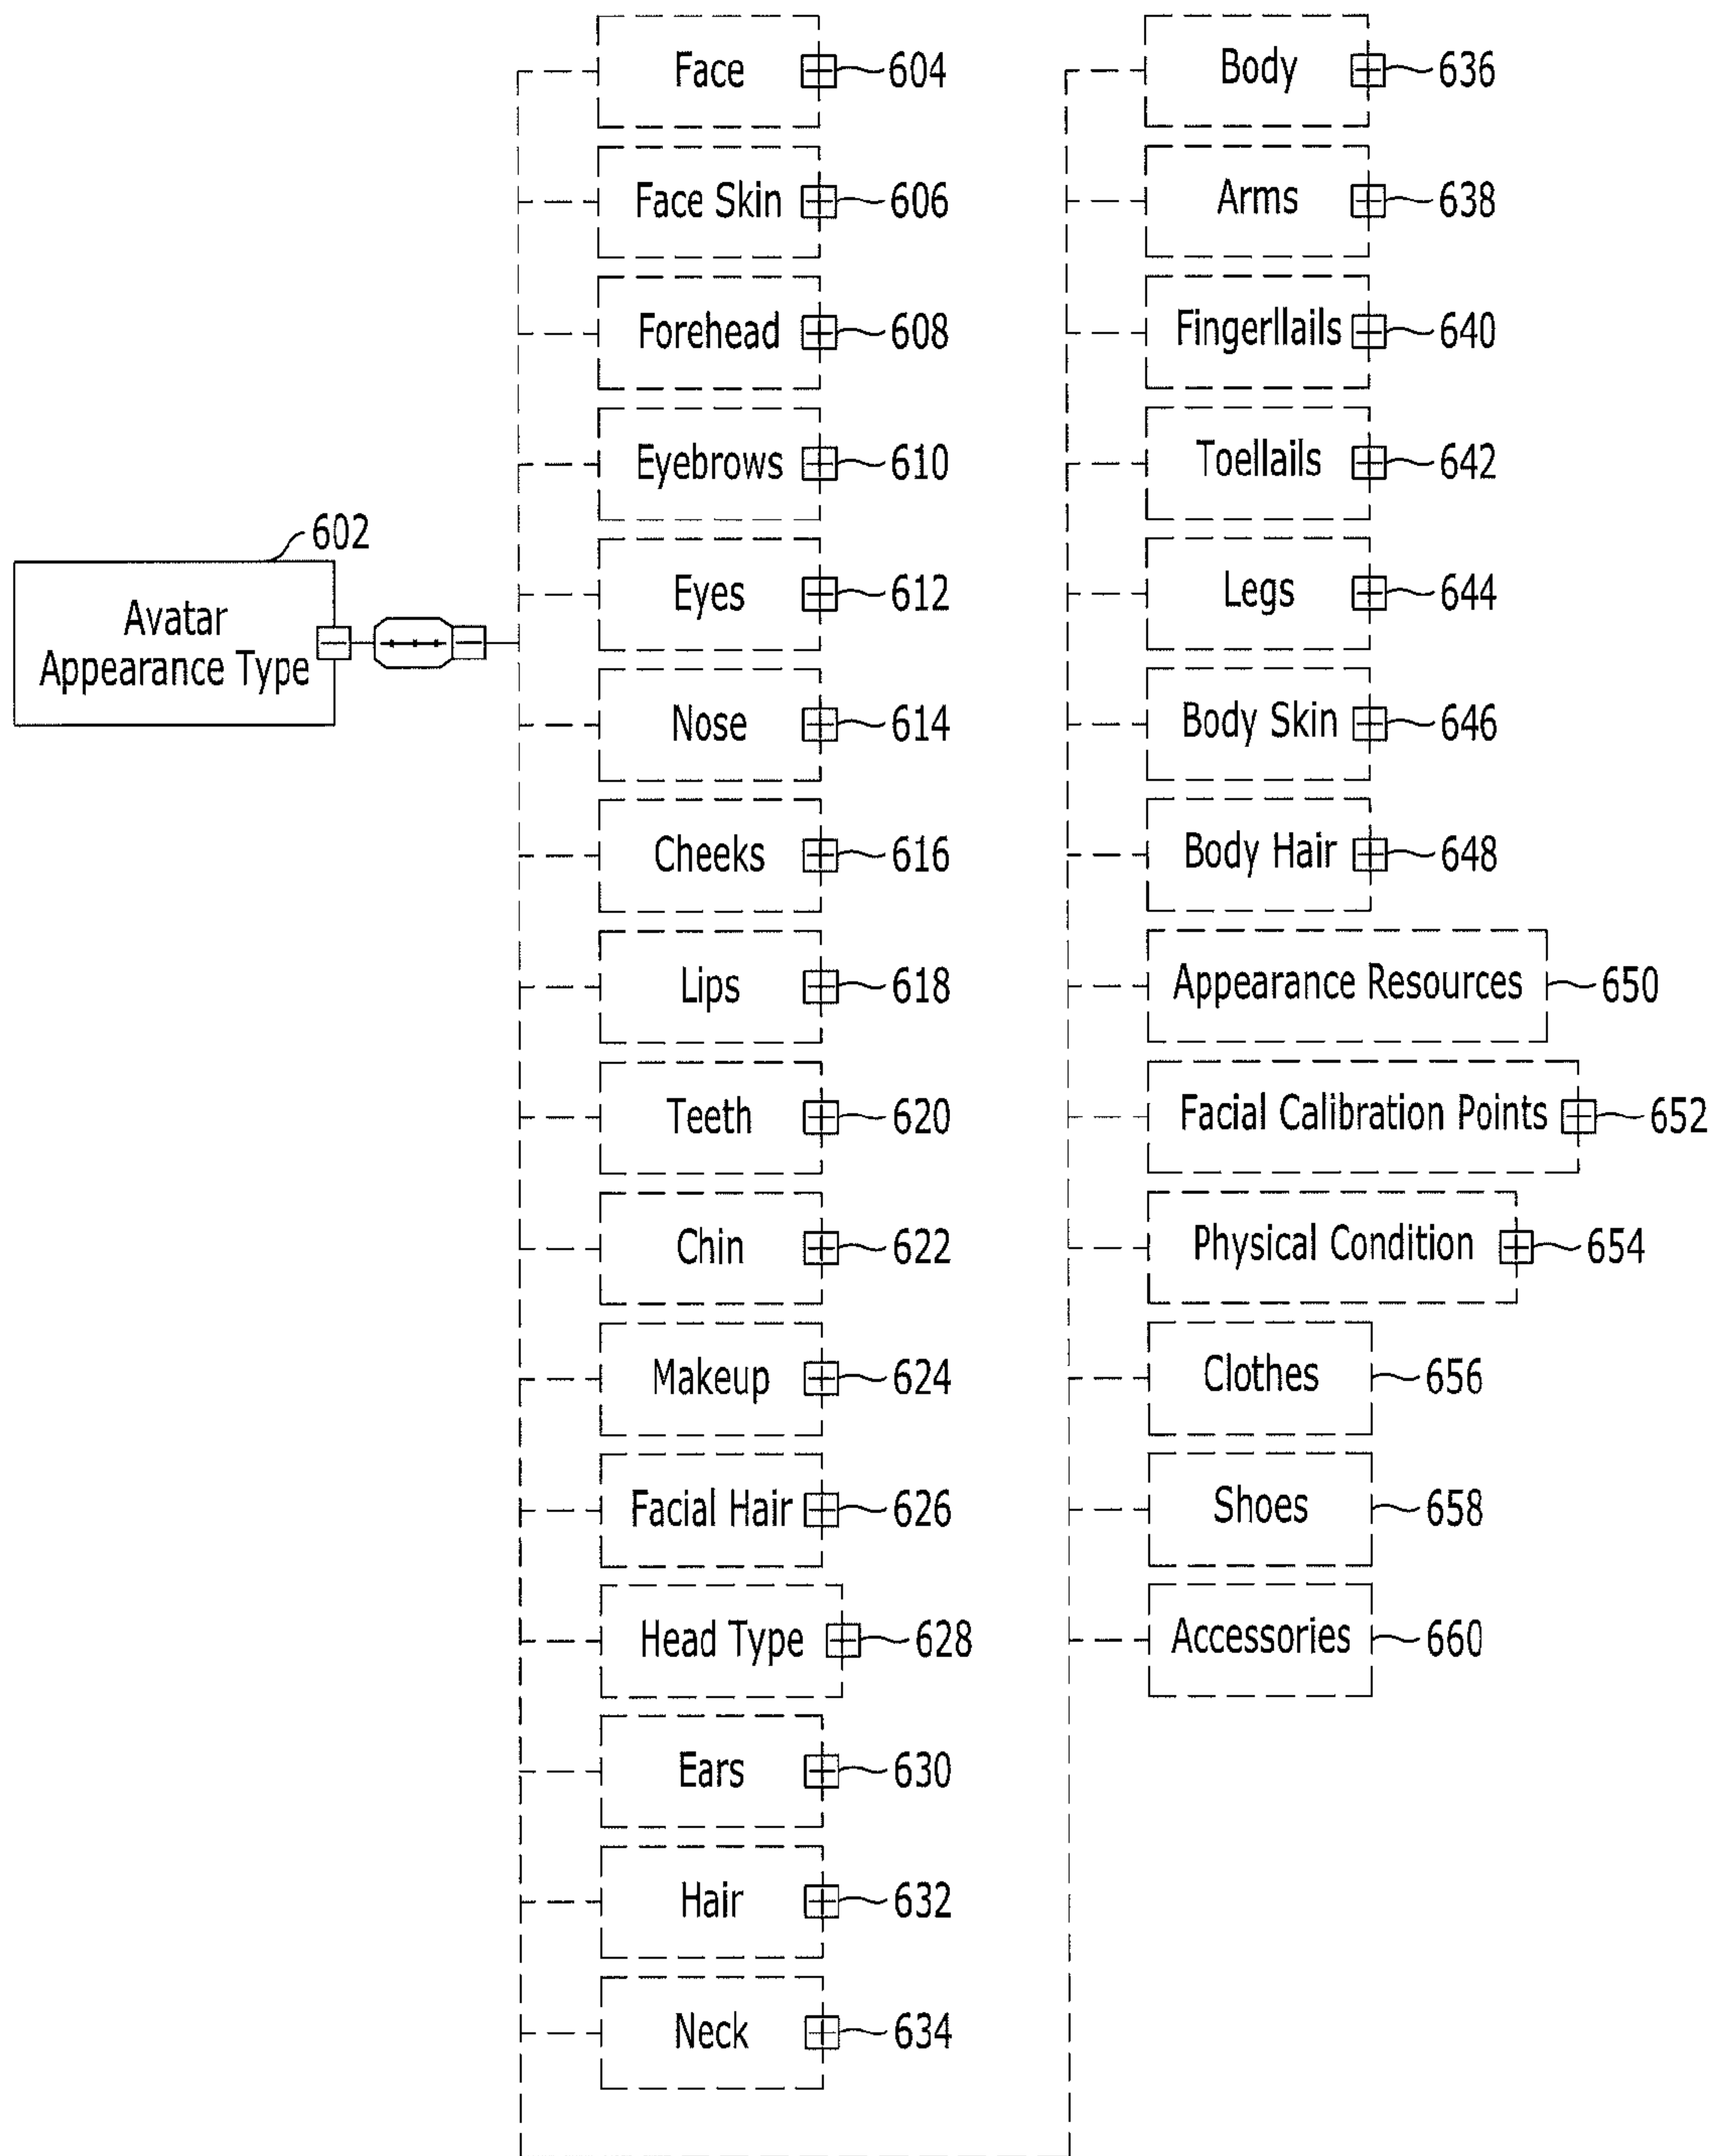 602
Avatar
Appearance Type
Face 604
Face Skin 606
Forehead 608
Eyebrows 610
Eyes 612
Nose 614
Cheeks 616
Lips 618
Teeth 620
Chin 622
Makeup 624
Facial Hair 626
Head Type 628
Ears 630
Hair 632
Neck 634
Body 636
Arms 638
Fingerllails 640
Toellails 642
Legs 644
Body Skin 646
Body Hair 648
Appearance Resources 650
Facial Calibration Points 652
Physical Condition 654
Clothes 656
Shoes 658
Accessories 660